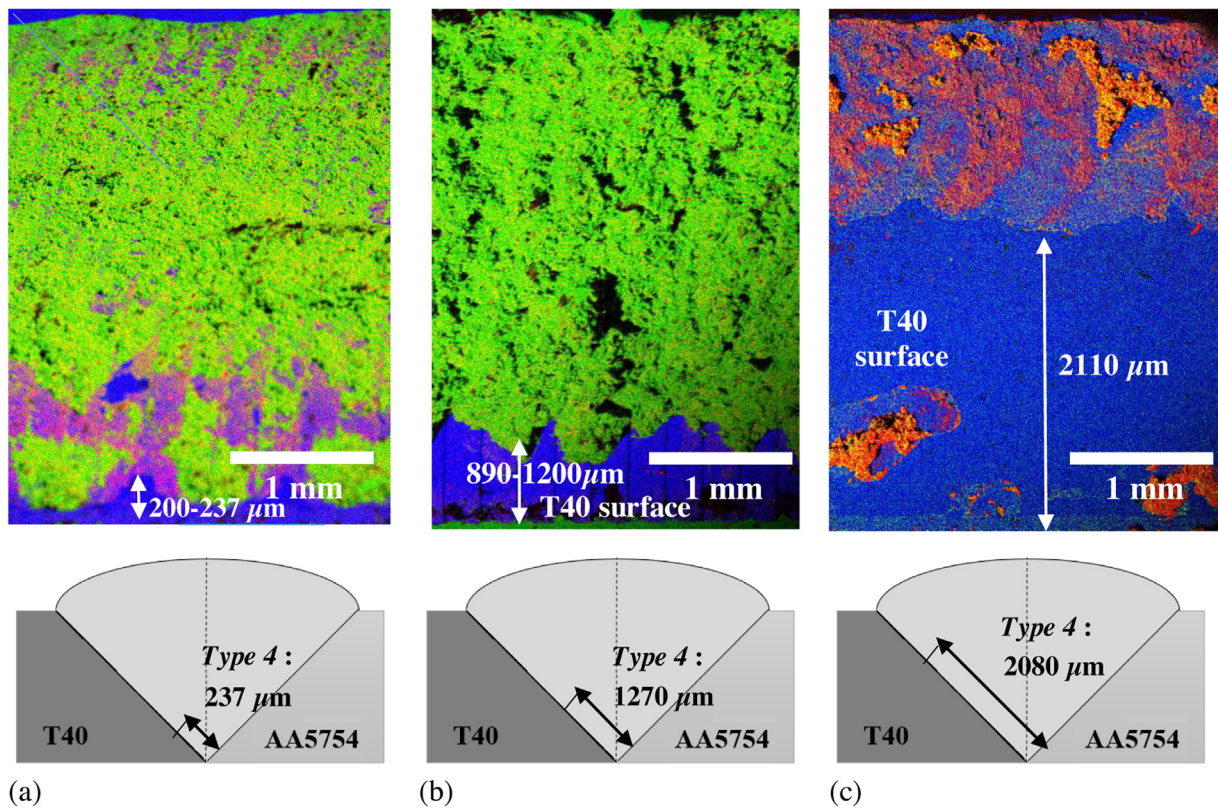 1 mm
200-237 µm
890-1200µm
1 mm
T40 surface
T40
surface
2110 µm
1 mm
Type 4 :
237 µm
T40
AA5754
Type 4 :
1270 µm
T40
AA5754
Type 4 :
2080 µm
T40
AA5754
(a)
(b)
(c)